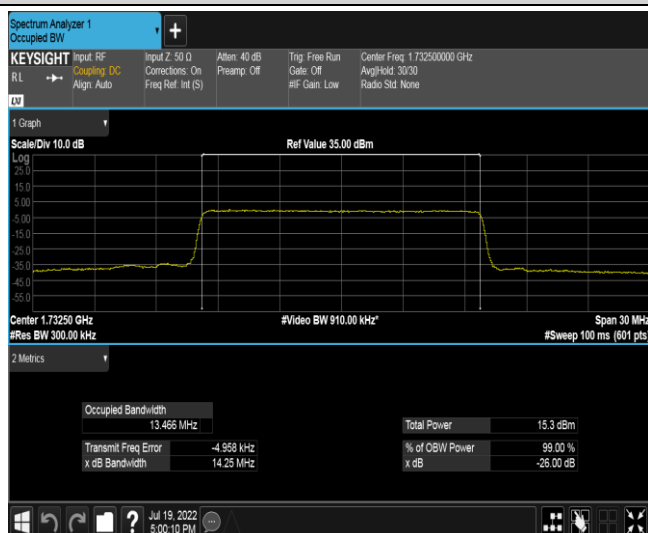 Spectrum Analyzer 1
Occupied BW
KEYSIGHT
RL
LXI
Input: RF
Coupling: DC
Align: Auto
Input Z: 50 Ω
Corrections: On
Freq Ref: Int (S)
Atten: 40 dB
Preamp: Off
Trig: Free Run
Gate: Off
#IF Gain: Low
Center Freq: 1.732500000 GHz
Avg|Hold: 30/30
Radio Std: None
1 Graph
Scale/Div 10.0 dB
Ref Value 35.00 dBm
Log
25.0
15.0
5.00
-5.00
-15.0
-25.0
-35.0
-45.0
-55.0
Center 1.73250 GHz
#Video BW 910.00 kHz*
Span 30 MHz
#Res BW 300.00 kHz
#Sweep 100 ms (601 pts)
2 Metrics
Occupied Bandwidth
13.466 MHz
Total Power 15.3 dBm
Transmit Freq Error -4.958 kHz
% of OBW Power 99.00 %
x dB Bandwidth 14.25 MHz
x dB -26.00 dB
?
Jul 19, 2022
5:00:10 PM